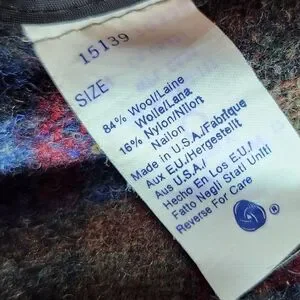 15139
SIZE
84% Wool/Laine
Wolle/Lana
16% Nylon/Nilon
Nailon
Made in U.S.A./Fabrique
Aux E.U./Hergestellt
Aus U.S.A./
Hecho En Los E.U./
Fatto Negli Stati Uniti
Reverse For Care
®